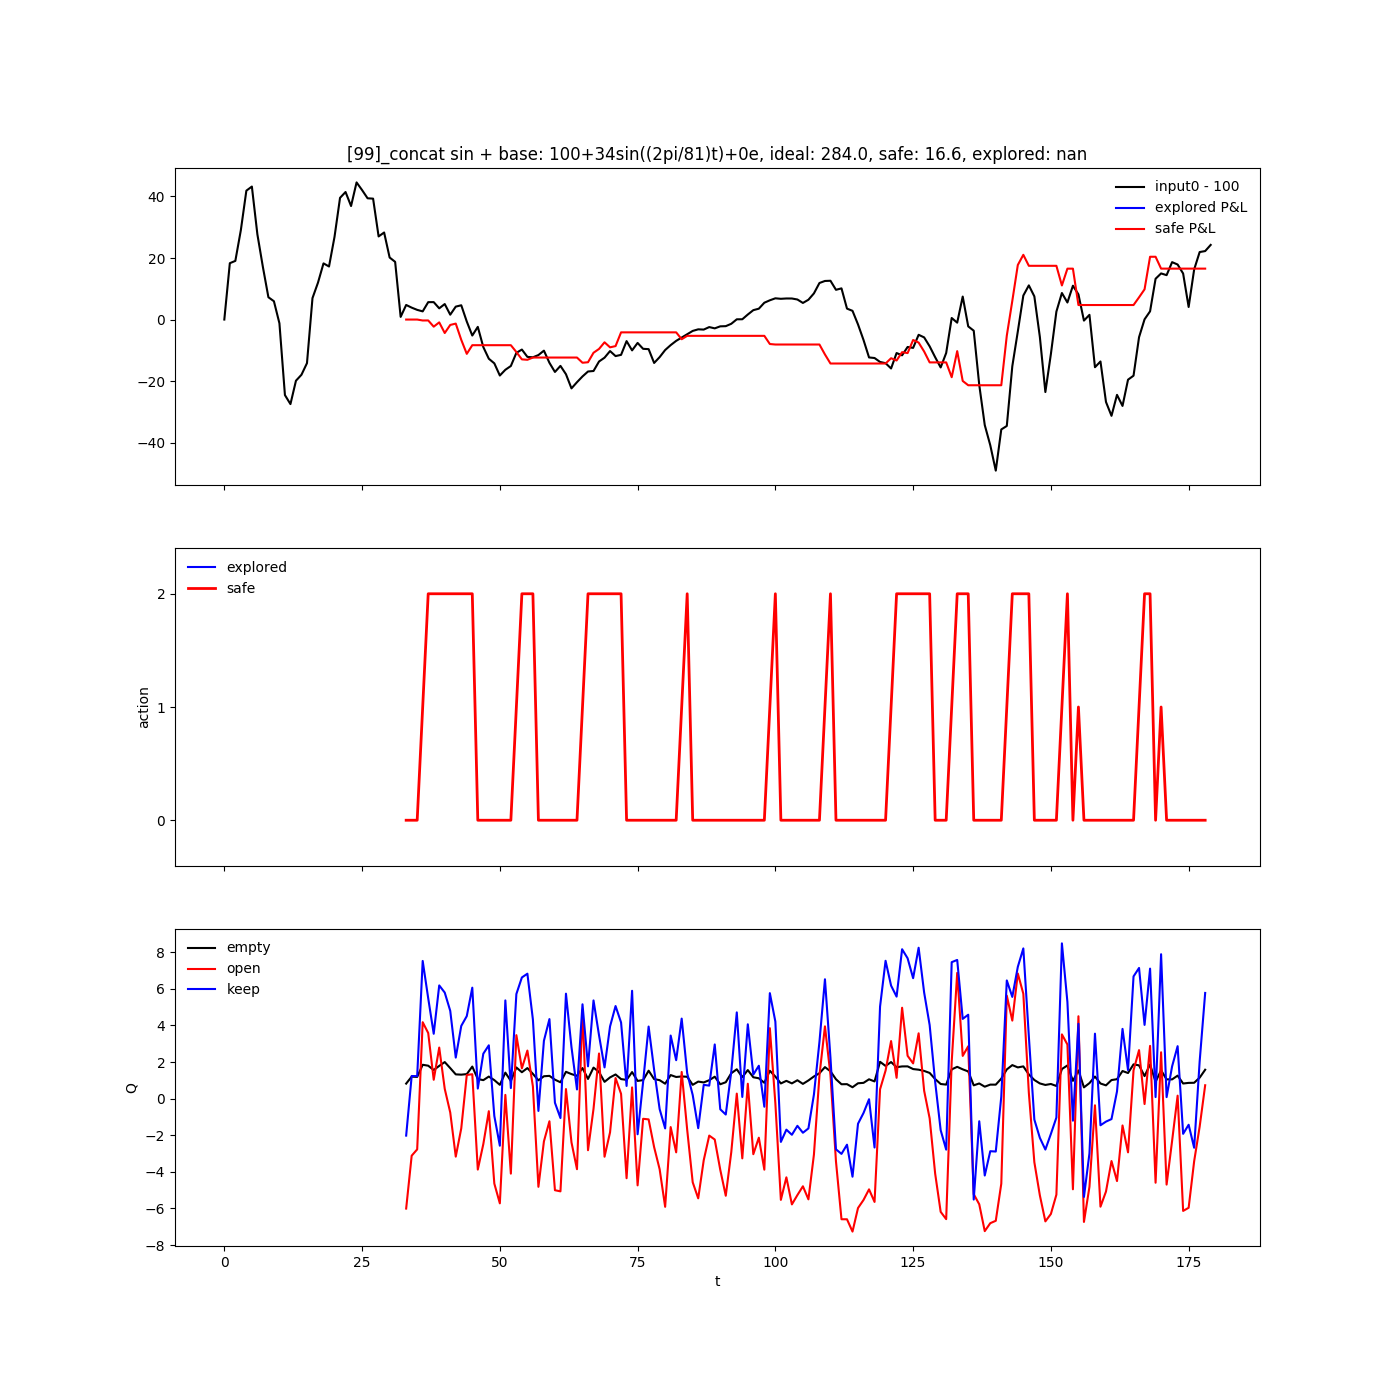 [99]_concat sin + base: 100+34sin((2pi/81)t)+0e, ideal: 284.0, safe: 16.6, explored: nan
40
20
0
−20
−40
input0 - 100
explored P&L
safe P&L
explored
safe
2
1
0
action
empty
open
keep
8
6
4
2
0
−2
−4
−6
−8
Q
0 25 50 75 100 125 150 175
t